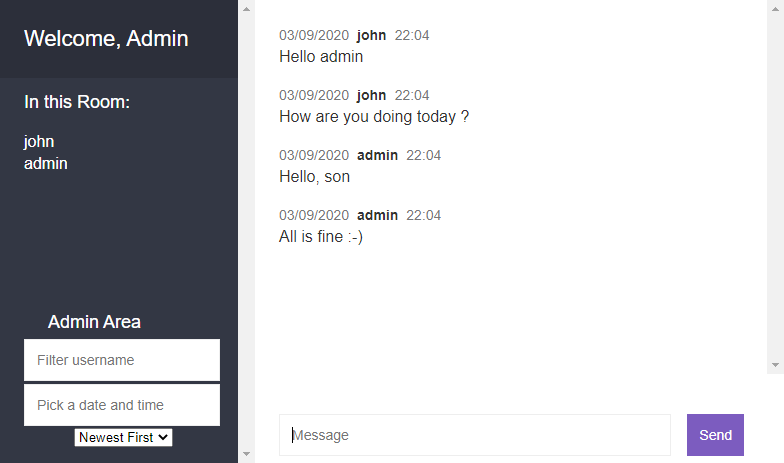 Welcome, Admin
In this Room:
john
admin
Admin Area
Filter username
Pick a date and time
Newest First
03/09/2020 john 22:04
Hello admin
03/09/2020 john 22:04
How are you doing today ?
03/09/2020 admin 22:04
Hello, son
03/09/2020 admin 22:04
All is fine :-)
Message
Send